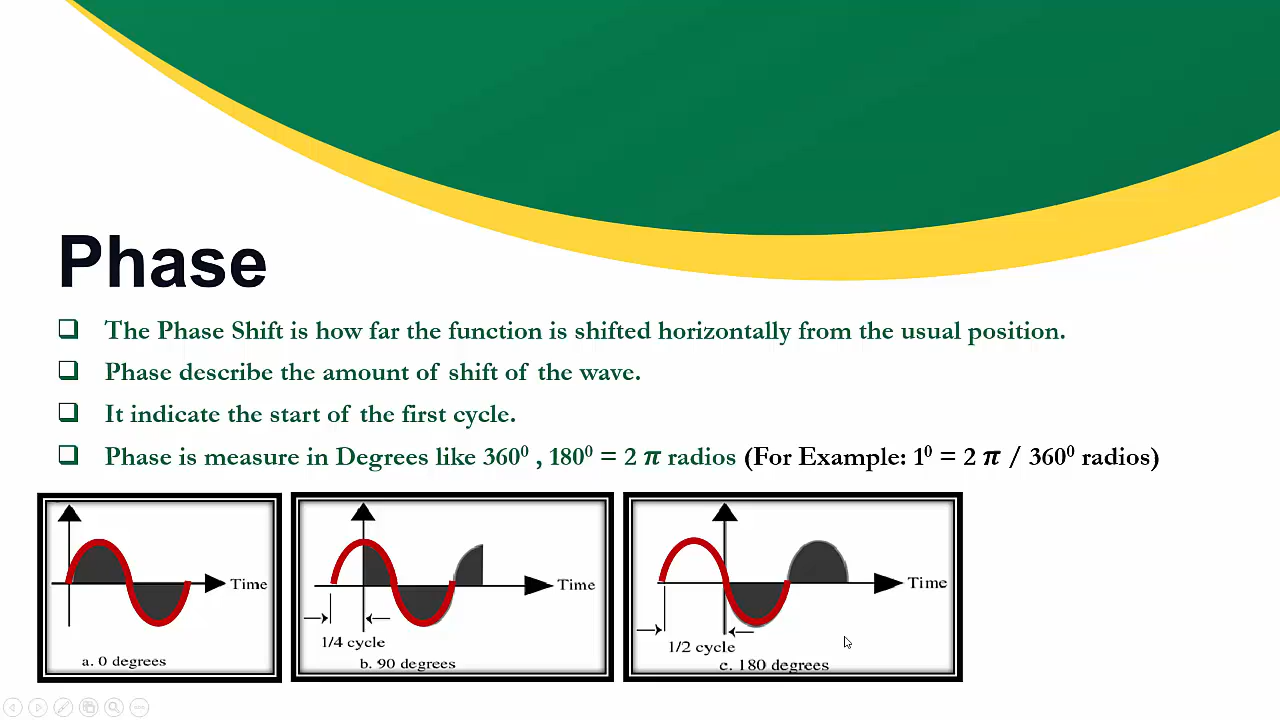 Phase
❑ The Phase Shift is how far the function is shifted horizontally from the usual position.
❑ Phase describe the amount of shift of the wave.
❑ It indicate the start of the first cycle.
❑ Phase is measure in Degrees like 360⁰ , 180⁰ = 2 π radios (For Example: 1⁰ = 2 π / 360⁰ radios)
Time
a. 0 degrees
Time
1/4 cycle
b. 90 degrees
Time
1/2 cycle
c. 180 degrees